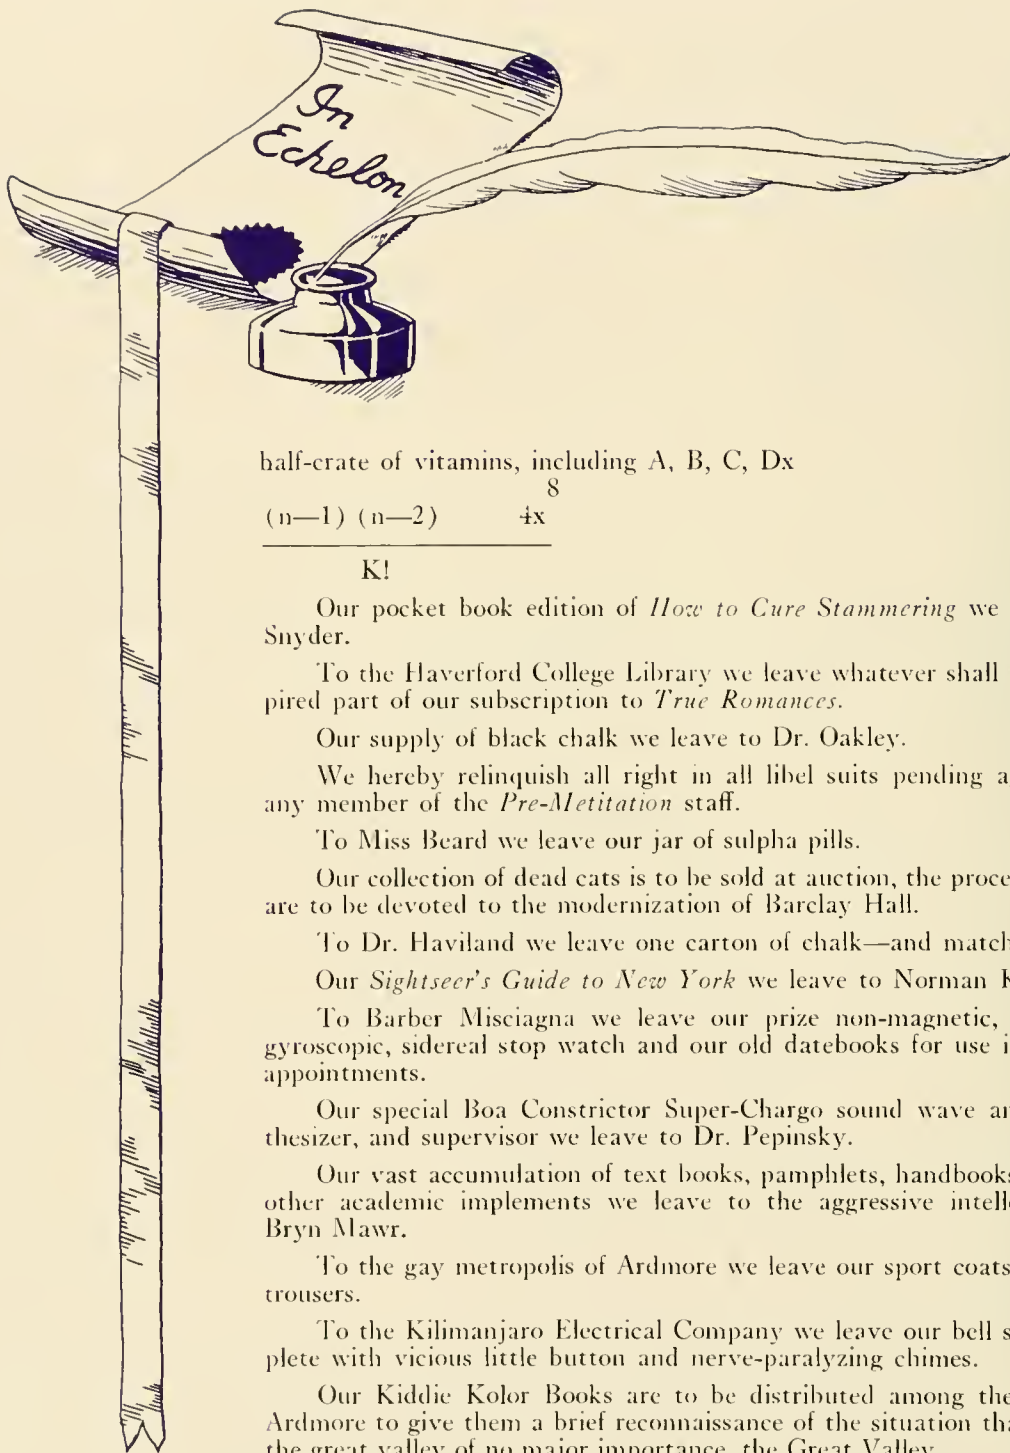 In
Echelon
half-crate of vitamins, including A, B, C, Dx
8
(n—1) (n—2) 4x
K!
Our pocket book edition of How to Cure Stammering we
Snyder.
To the Haverford College Library we leave whatever shall
pired part of our subscription to True Romances.
Our supply of black chalk we leave to Dr. Oakley.
We hereby relinquish all right in all libel suits pending a
any member of the Pre-Metitation staff.
To Miss Beard we leave our jar of sulpha pills.
Our collection of dead cats is to be sold at auction, the proce
are to be devoted to the modernization of Barclay Hall.
To Dr. Haviland we leave one carton of chalk—and match
Our Sightseer's Guide to New York we leave to Norman K
To Barber Misciagna we leave our prize non-magnetic,
gyroscopic, sidereal stop watch and our old datebooks for use i
appointments.
Our special Boa Constrictor Super-Chargo sound wave an
thesizer, and supervisor we leave to Dr. Pepinsky.
Our vast accumulation of text books, pamphlets, handbooks
other academic implements we leave to the aggressive intell
Bryn Mawr.
To the gay metropolis of Ardmore we leave our sport coats
trousers.
To the Kilimanjaro Electrical Company we leave our bell s
plete with vicious little button and nerve-paralyzing chimes.
Our Kiddie Kolor Books are to be distributed among the
Ardmore to give them a brief reconnaissance of the situation tha
the great valley of no major importance, the Great Valley